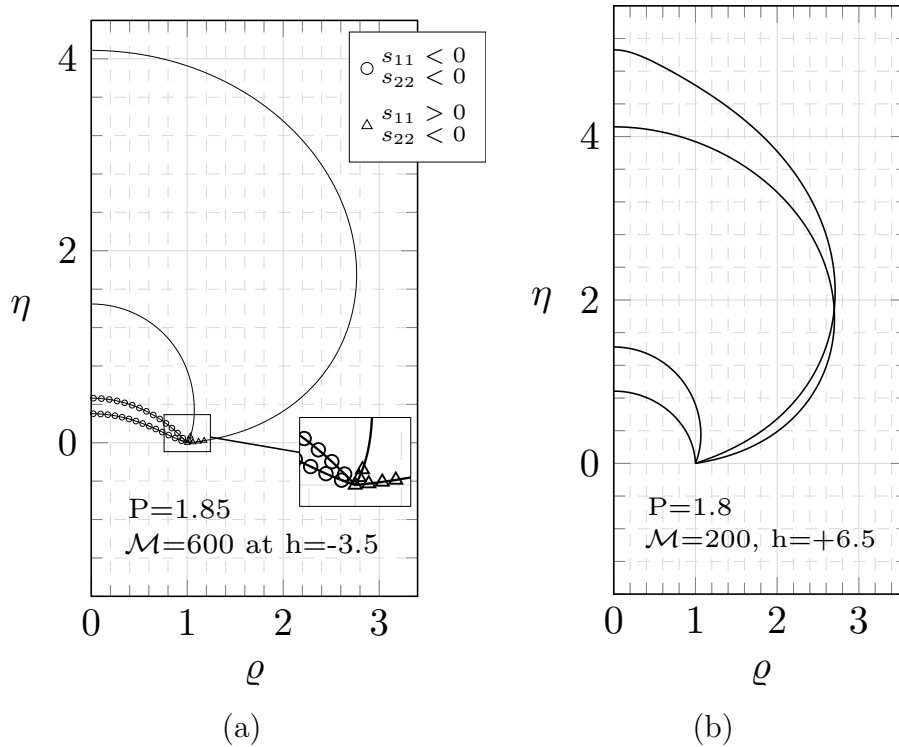 s₁₁ < 0
s₂₂ < 0
s₁₁ > 0
s₂₂ < 0
4
2
0
η
P=1.85
ℳ=600 at h=-3.5
0 1 2 3
ϱ
(a)
4
2
0
η
P=1.8
ℳ=200, h=+6.5
0 1 2 3
ϱ
(b)